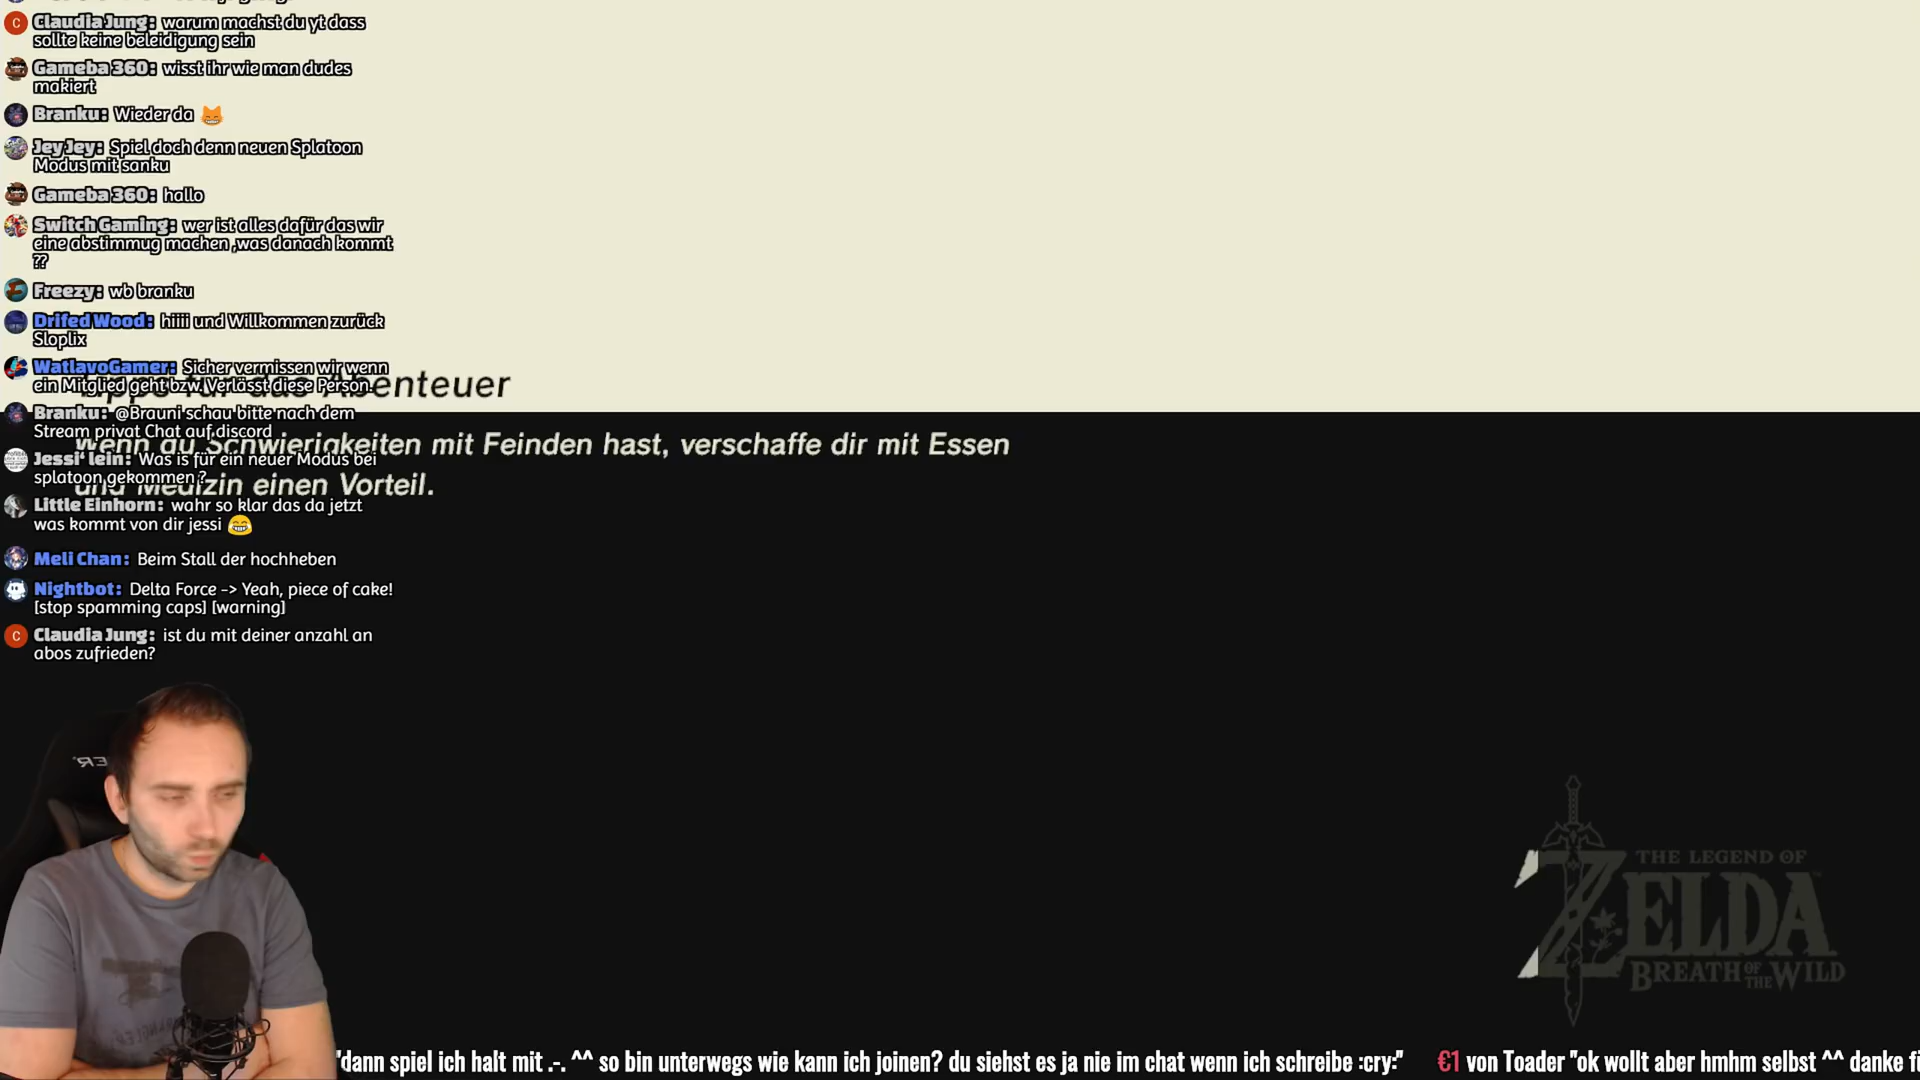 Claudia Jung: warum machst du yt dass
sollte keine beleidigung sein
Gameba 360: wisst ihr wie man dudes
makiert
Branku: Wieder da
JeyJey: Spiel doch denn neuen Splatoon
Modus mit sanku
Gameba 360: hallo
Switch Gaming: wer ist alles dafür das wir
eine abstimmug machen ,was danach kommt
??
Freezy: wb branku
Drifed Wood: hiiii und Willkommen zurück
Sloplix
WatlavoGamer: Sicher vermissen wir wenn
ein Mitglied geht bzw. Verlässt diese Person.
Tipps für das Abenteuer
Branku: @Brauni schau bitte nach dem
Stream privat Chat auf discord
Wenn du Schwierigkeiten mit Feinden hast, verschaffe dir mit Essen
und Medizin einen Vorteil.
Jessi' lein: Was is für ein neuer Modus bei
splatoon gekommen ?
Little Einhorn: wahr so klar das da jetzt
was kommt von dir jessi
Meli Chan: Beim Stall der hochheben
Nightbot: Delta Force -> Yeah, piece of cake!
[stop spamming caps] [warning]
Claudia Jung: ist du mit deiner anzahl an
abos zufrieden?
THE LEGEND OF
ZELDA
BREATH OF THE WILD
"dann spiel ich halt mit .-. ^^ so bin unterwegs wie kann ich joinen? du siehst es ja nie im chat wenn ich schreibe :cry:" €1 von Toader "ok wollt aber hmhm selbst ^^ danke